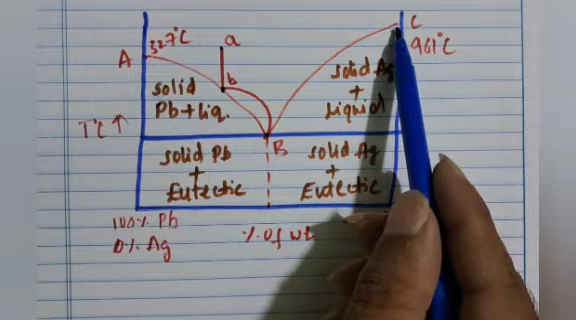 C
327°C
a
A
961°C
b
solid
Pb+Liq.
solid Ag
+
Liquid
T°C ↑
B
solid Pb
+
Eutectic
solid Ag
+
Eutectic
100% Pb
0% Ag
% of wt.